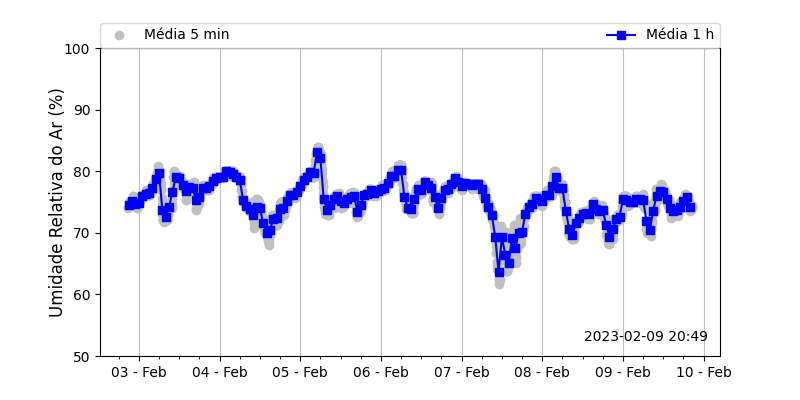 Média 5 min
Média 1 h
Umidade Relativa do Ar (%)
100
90
80
70
60
50
2023-02-09 20:49
03 - Feb
04 - Feb
05 - Feb
06 - Feb
07 - Feb
08 - Feb
09 - Feb
10 - Feb